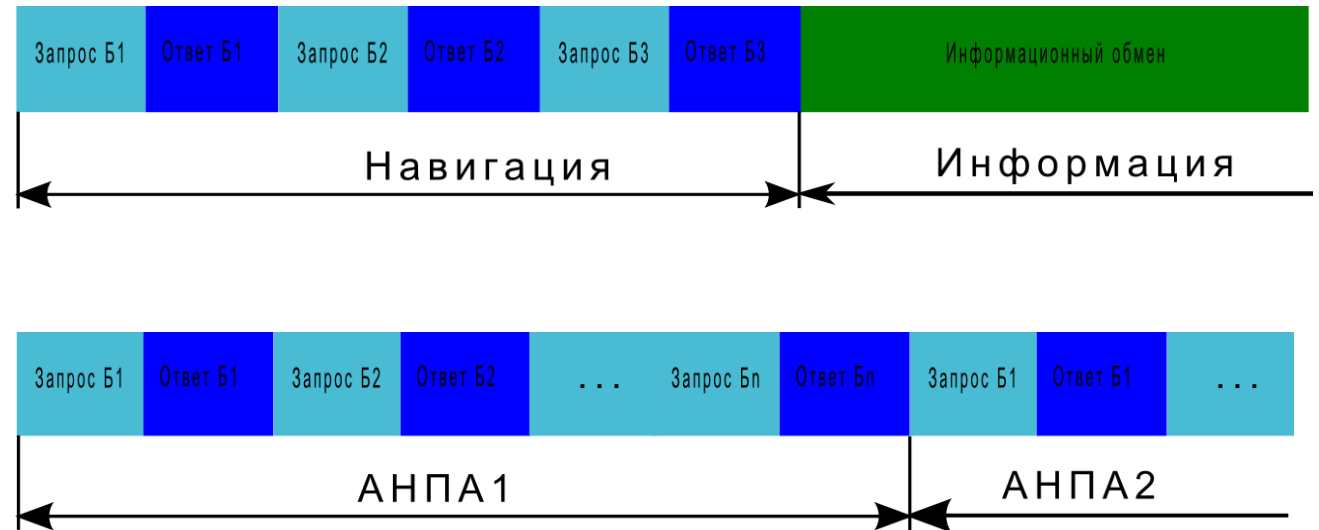 Запрос Б1 Ответ Б1 Запрос Б2 Ответ Б2 Запрос Б3 Ответ Б3 Информационный обмен
Навигация Информация
Запрос Б1 Ответ Б1 Запрос Б2 Ответ Б2 ... Запрос Бn Ответ Бn Запрос Б1 Ответ Б1 ...
АНПА1 АНПА2